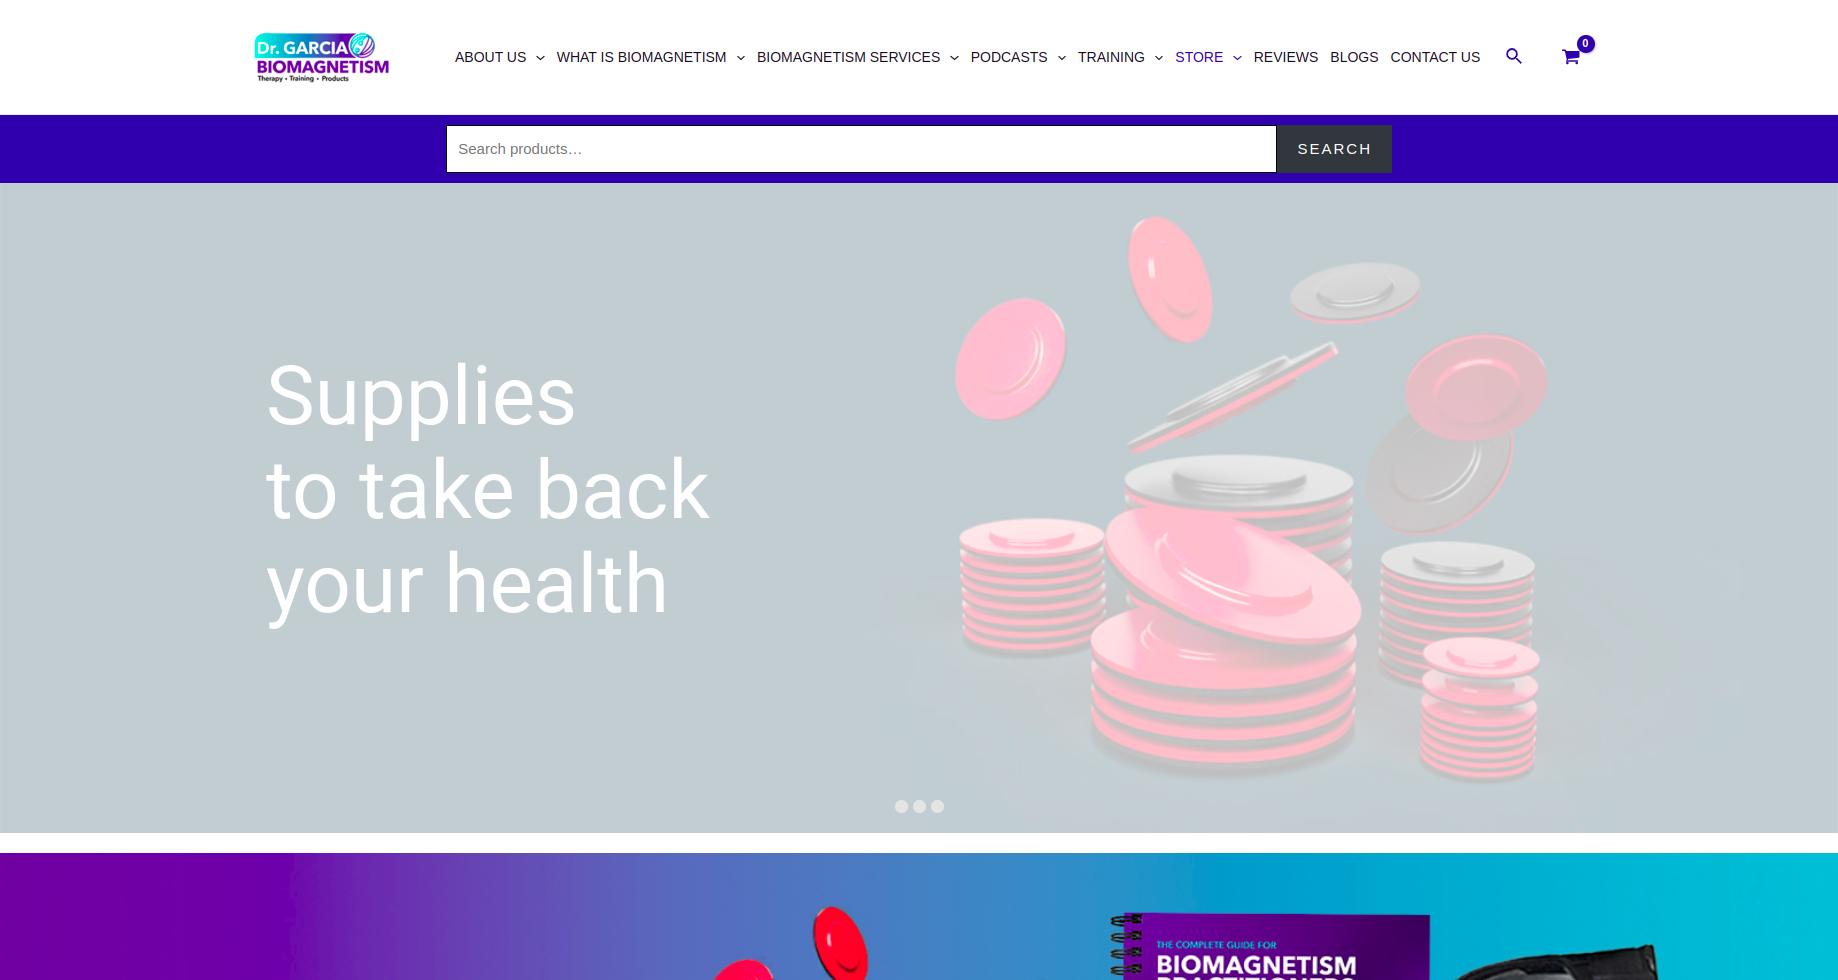 Dr. GARCIA
BIOMAGNETISM
Therapy • Training • Products
ABOUT US WHAT IS BIOMAGNETISM BIOMAGNETISM SERVICES PODCASTS TRAINING STORE REVIEWS BLOGS CONTACT US 0
Search products… SEARCH
Supplies
to take back
your health
THE COMPLETE GUIDE FOR
BIOMAGNETISM
PRACTITIONERS